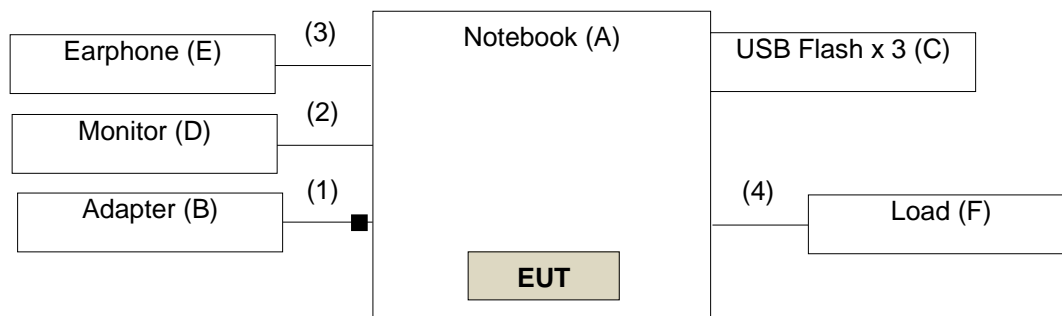 (3)
Earphone (E)
Notebook (A)
USB Flash x 3 (C)
(2)
Monitor (D)
(1)
Adapter (B)
(4)
Load (F)
EUT